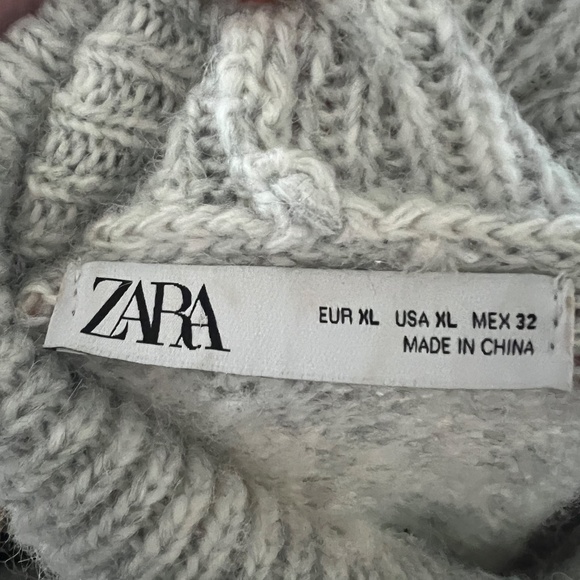 ZARA
EUR XL USA XL MEX 32
MADE IN CHINA